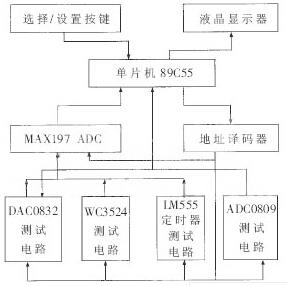 选择/设置按键
液晶显示器
单片机 89C55
MAX197 ADC
地址译码器
DAC0832
测试
电路
WC3524
测试
电路
LM555
定时器
测试
电路
ADC0809
测试
电路